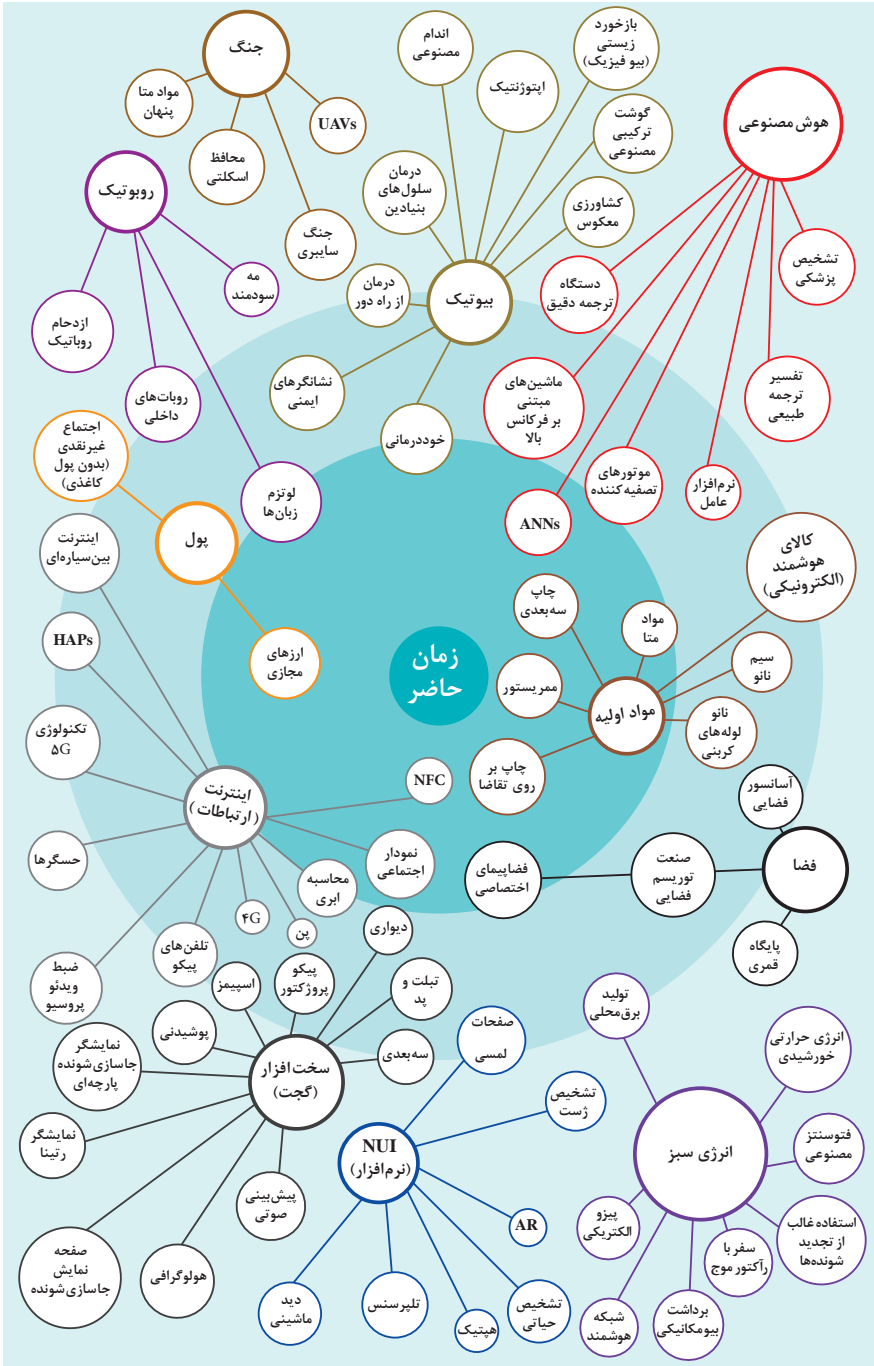 جنگ
مواد متا
پنهان
محافظ
اسکلتی
UAVs
جنگ
سایبری
روبوتیک
ازدحام
روباتیک
روبات‌های
داخلی
مه
سودمند
لوتزم
زبان‌ها
بیوتیک
اندام
مصنوعی
اپتوژنتیک
بازخورد
زیستی
(بیو فیزیک)
گوشت
ترکیبی
مصنوعی
کشاورزی
معکوس
درمان
سلول‌های
بنیادین
درمان
از راه دور
نشانگرهای
ایمنی
خوددرمانی
هوش مصنوعی
تشخیص
پزشکی
دستگاه
ترجمه دقیق
تفسیر
ترجمه
طبیعی
ماشین‌های
مبتنی
بر فرکانس
بالا
موتورهای
تصفیه‌کننده
نرم‌افزار
عامل
ANNs
پول
اجتماع
غیرنقدی
(بدون پول
کاغذی)
ارزهای
مجازی
زمان
حاضر
مواد اولیه
کالای
هوشمند
(الکترونیکی)
چاپ
سه‌بعدی
مواد
متا
سیم
نانو
ممریستور
نانو
لوله‌های
کربنی
چاپ بر
روی تقاضا
اینترنت
(ارتباطات)
اینترنت
بین‌سیاره‌ای
HAPs
تکنولوژی
۵G
حسگرها
ضبط
ویدئو
پروسیو
تلفن‌های
پیکو
۴G
پن
محاسبه
ابری
نمودار
اجتماعی
NFC
فضا
آسانسور
فضایی
صنعت
توریسم
فضایی
فضاپیمای
اختصاصی
پایگاه
قمری
سخت‌افزار
(گجت)
دیواری
پیکو
پروژکتور
اسپیمز
تبلت و
پد
پوشیدنی
سه‌بعدی
نمایشگر
جاسازی‌شونده
پارچه‌ای
نمایشگر
رتینا
صفحه
نمایش
جاسازی‌شونده
هولوگرافی
پیش‌بینی
صوتی
NUI
(نرم‌افزار)
صفحات
لمسی
تشخیص
ژست
AR
تشخیص
حیاتی
هپتیک
تلپرسنس
دید
ماشینی
انرژی سبز
تولید
برق‌محلی
انرژی حرارتی
خورشیدی
فتوسنتز
مصنوعی
استفاده غالب
از تجدید
شونده‌ها
سفر با
رآکتور موج
برداشت
بیومکانیکی
شبکه
هوشمند
پیزو
الکتریکی